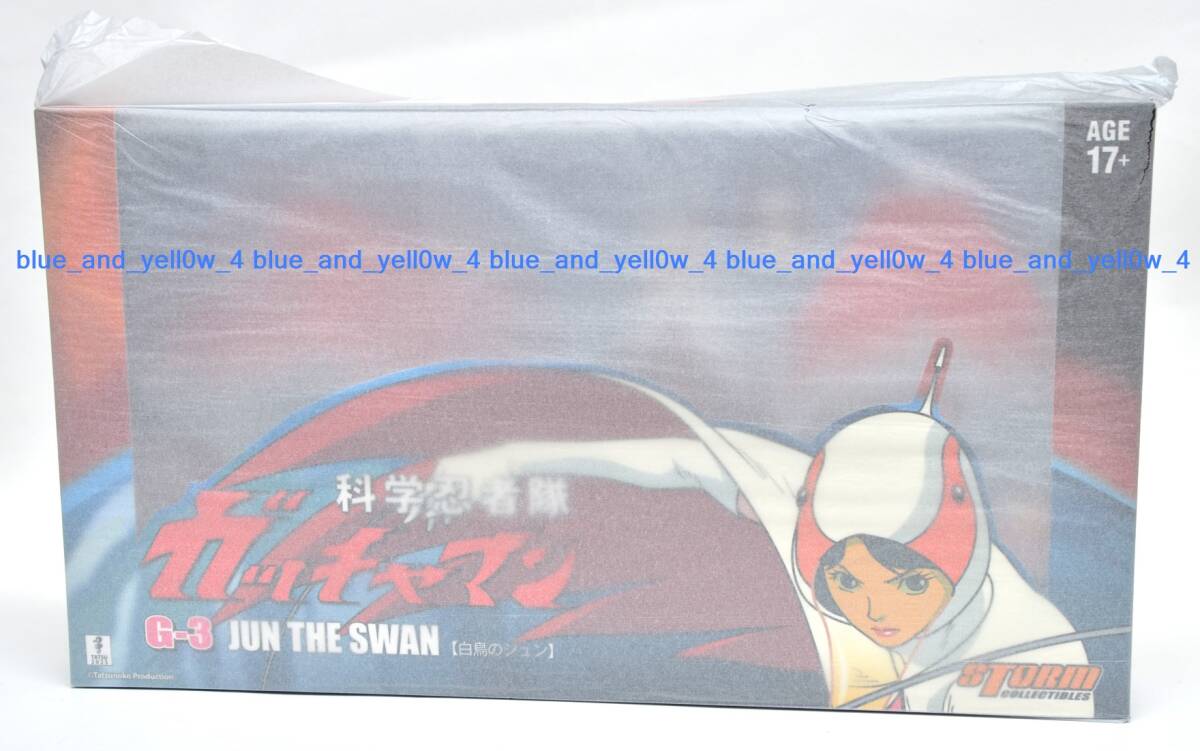 AGE
17+
blue_and_yell0w_4 blue_and_yell0w_4 blue_and_yell0w_4 blue_and_yell0w_4 blue_and_yell0w_4
科学忍者隊
ガッチャマン
G-3 JUN THE SWAN【白鳥のジュン】
TATSU
©Tatsunoko Production
STORM
COLLECTIBLES